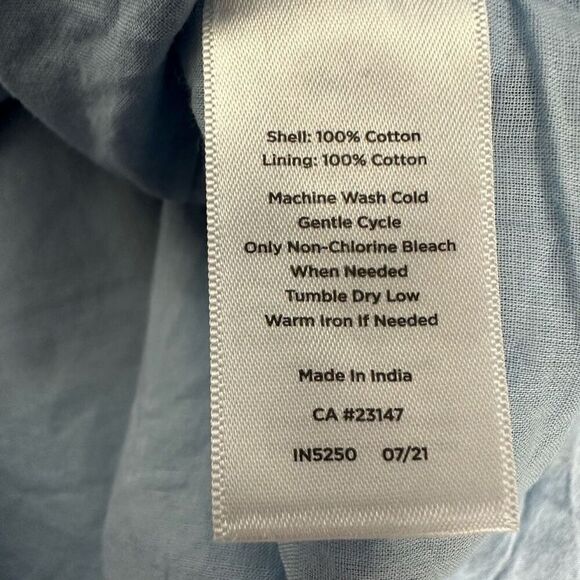 Shell: 100% Cotton
Lining: 100% Cotton
Machine Wash Cold
Gentle Cycle
Only Non-Chlorine Bleach
When Needed
Tumble Dry Low
Warm Iron If Needed
Made In India
CA #23147
IN5250 07/21